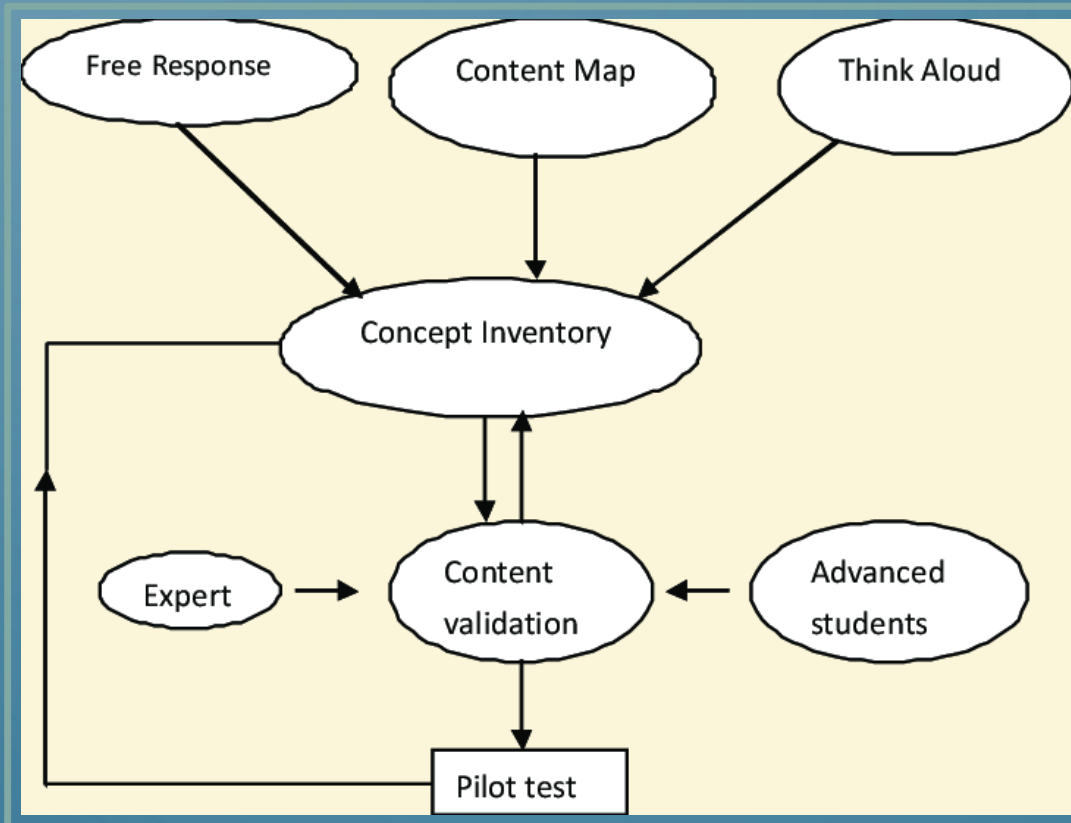 Free Response
Content Map
Think Aloud
Concept Inventory
Expert
Content
validation
Advanced
students
Pilot test